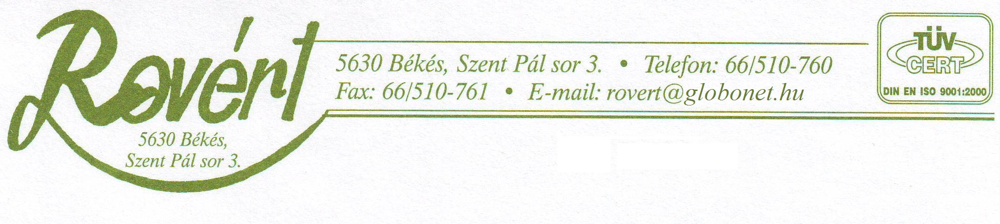 Rovért
5630 Békés,
Szent Pál sor 3.
5630 Békés, Szent Pál sor 3. • Telefon: 66/510-760
Fax: 66/510-761 • E-mail: rovert@globonet.hu
TÜV
CERT
DIN EN ISO 9001:2000